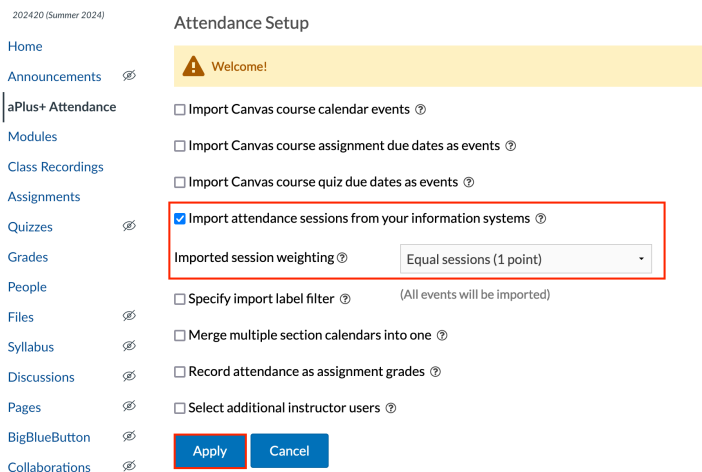 202420 (Summer 2024)
Home
Announcements
aPlus+ Attendance
Modules
Class Recordings
Assignments
Quizzes
Grades
People
Files
Syllabus
Discussions
Pages
BigBlueButton
Collaborations
Attendance Setup
Welcome!
Import Canvas course calendar events
Import Canvas course assignment due dates as events
Import Canvas course quiz due dates as events
Import attendance sessions from your information systems
Imported session weighting Equal sessions (1 point)
Specify import label filter (All events will be imported)
Merge multiple section calendars into one
Record attendance as assignment grades
Select additional instructor users
Apply Cancel